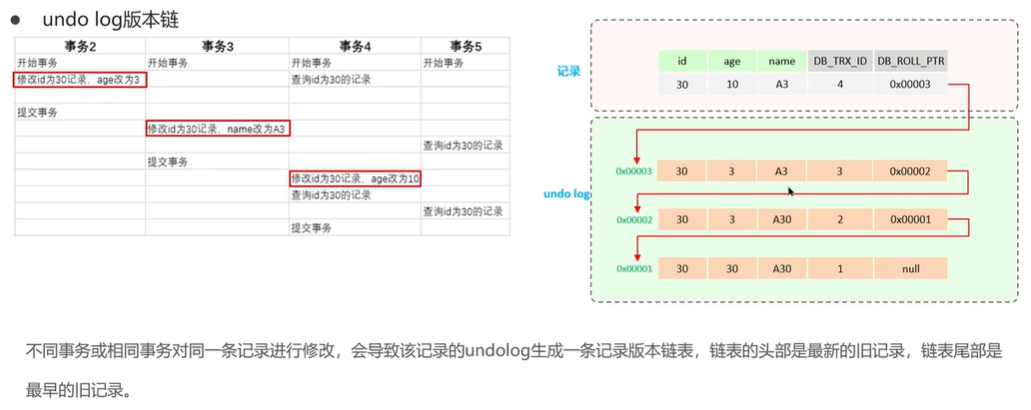 ● undo log版本链
事务2 事务3 事务4 事务5
开始事务 开始事务 开始事务 开始事务
修改id为30记录，age改为3 查询id为30的记录
提交事务
修改id为30记录，name改为A3
查询id为30的记录
提交事务
修改id为30记录，age改为10
查询id为30的记录
查询id为30的记录
提交事务
记录
id age name DB_TRX_ID DB_ROLL_PTR
30 10 A3 4 0x00003
undo log
0x00003 30 3 A3 3 0x00002
0x00002 30 3 A30 2 0x00001
0x00001 30 30 A30 1 null
不同事务或相同事务对同一条记录进行修改，会导致该记录的undolog生成一条记录版本链表，链表的头部是最新的旧记录，链表尾部是
最早的旧记录。